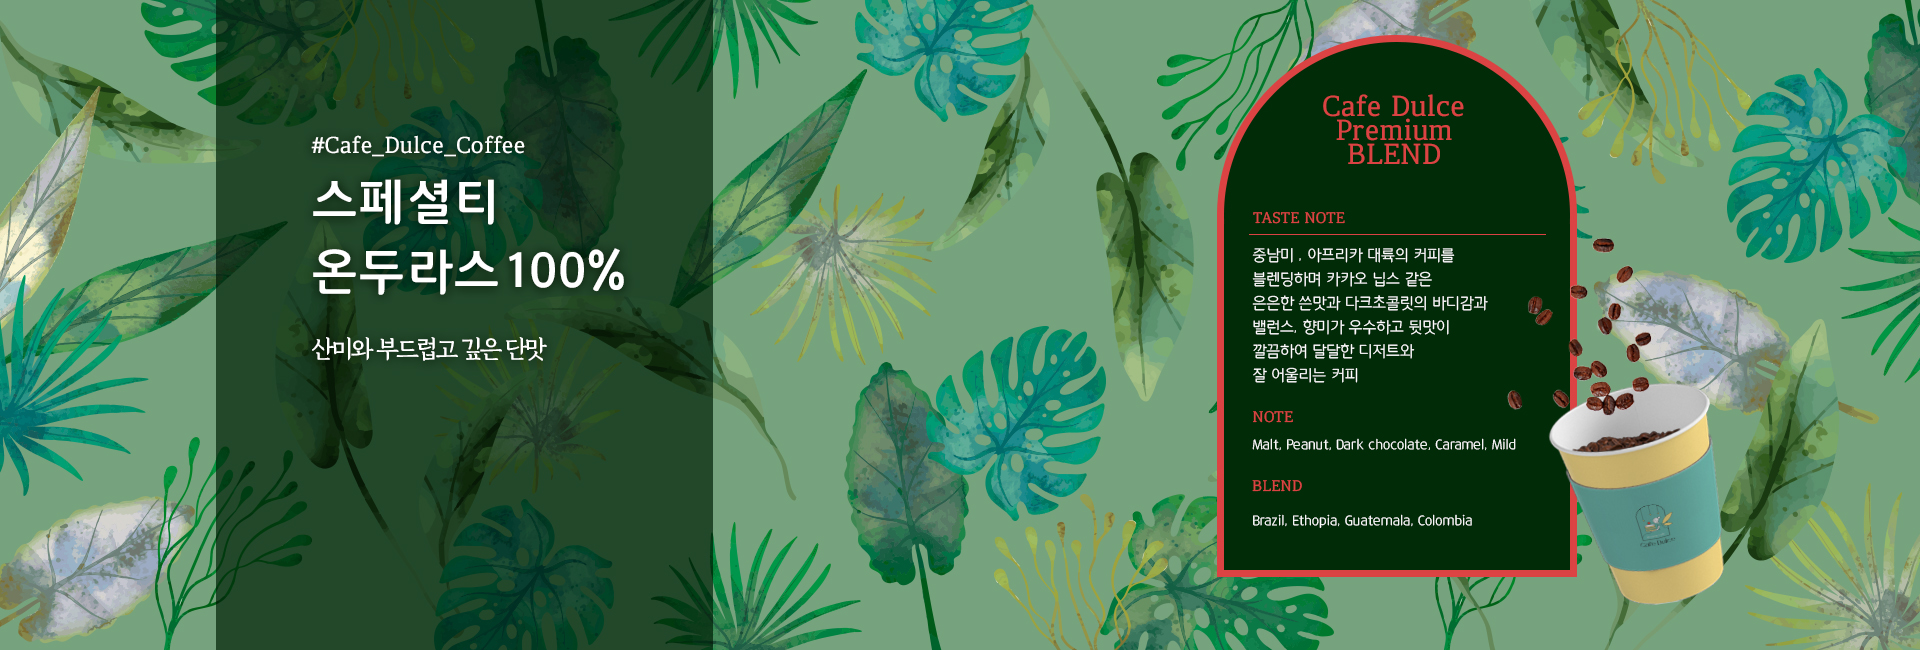 #Cafe_Dulce_Coffee
스페셜티
온두라스100%
산미와 부드럽고 깊은 단맛
Cafe Dulce
Premium
BLEND
TASTE NOTE
중남미 , 아프리카 대륙의 커피를
블렌딩하며 카카오 닙스 같은
은은한 쓴맛과 다크초콜릿의 바디감과
밸런스, 향미가 우수하고 뒷맛이
깔끔하여 달달한 디저트와
잘 어울리는 커피
NOTE
Malt, Peanut, Dark chocolate, Caramel, Mild
BLEND
Brazil, Ethopia, Guatemala, Colombia
Cafe Dulce